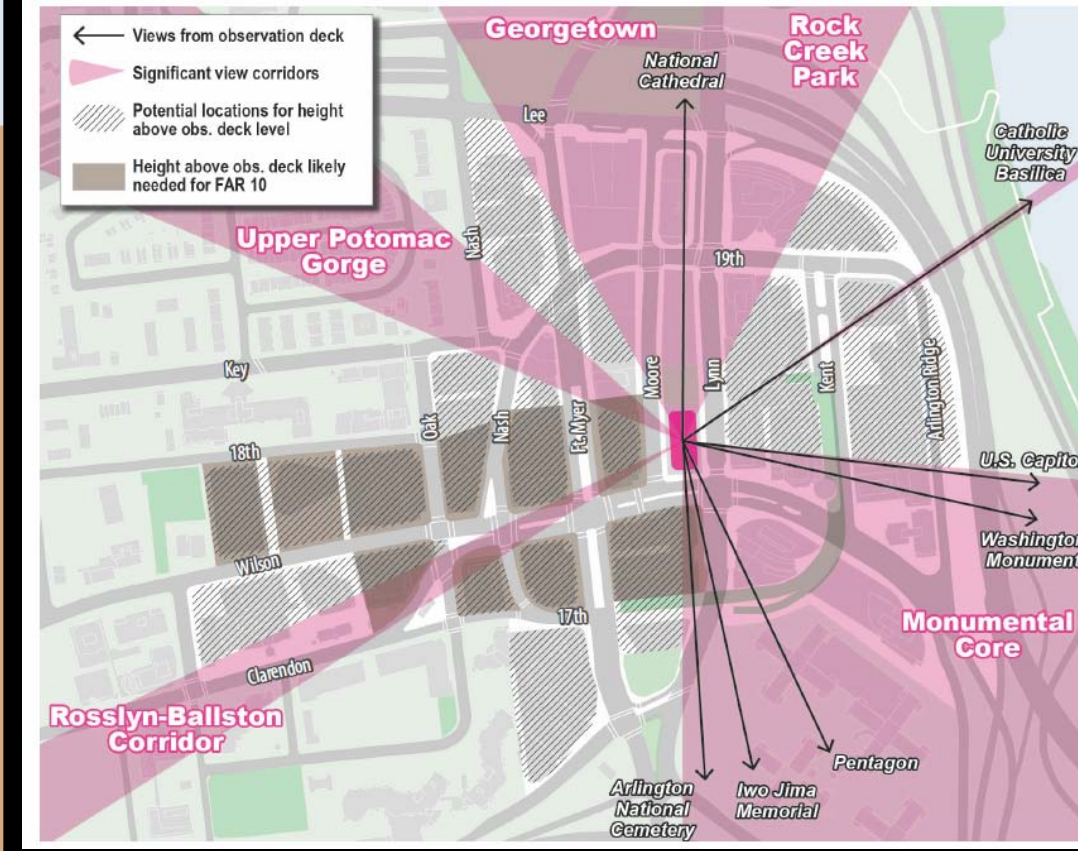 Views from observation deck
Significant view corridors
Potential locations for height
above obs. deck level
Height above obs. deck likely
needed for FAR 10
Georgetown
Rock
Creek
Park
National
Cathedral
Lee
Catholic
University
Basilica
Upper Potomac
Gorge
Nash
19th
Key
Oak
Nash
Ft. Myer
Moore
Lynn
Kent
Arlington Ridge
18th
U.S. Capitol
Washington
Monument
Wilson
17th
Monumental
Core
Clarendon
Rosslyn-Ballston
Corridor
Pentagon
Arlington
National
Cemetery
Iwo Jima
Memorial